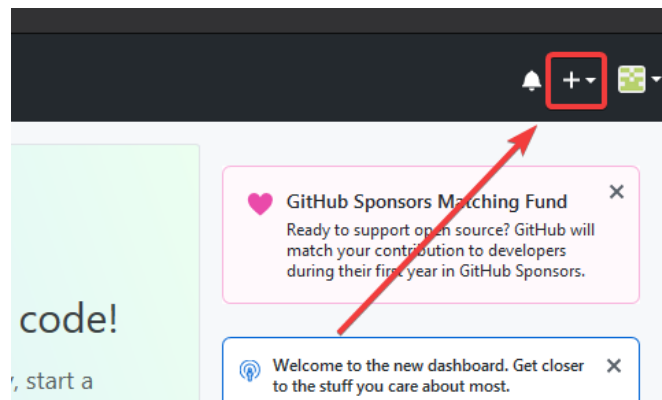 GitHub Sponsors Matching Fund
Ready to support open source? GitHub will
match your contribution to developers
during their first year in GitHub Sponsors.
code!
, start a
Welcome to the new dashboard. Get closer
to the stuff you care about most.